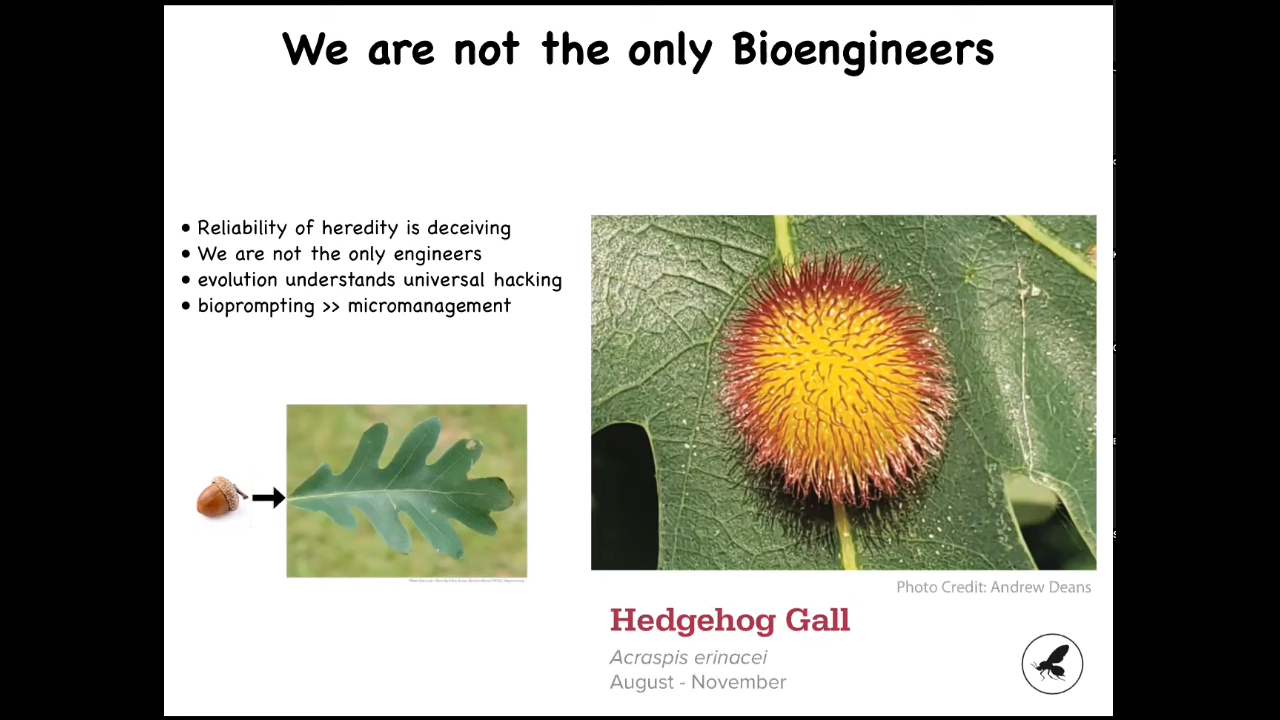 We are not the only Bioengineers
• Reliability of heredity is deceiving
• We are not the only engineers
• evolution understands universal hacking
• bioprompting >> micromanagement
Photo Credit: Andrew Deans
Hedgehog Gall
Acraspis erinacei
August - November